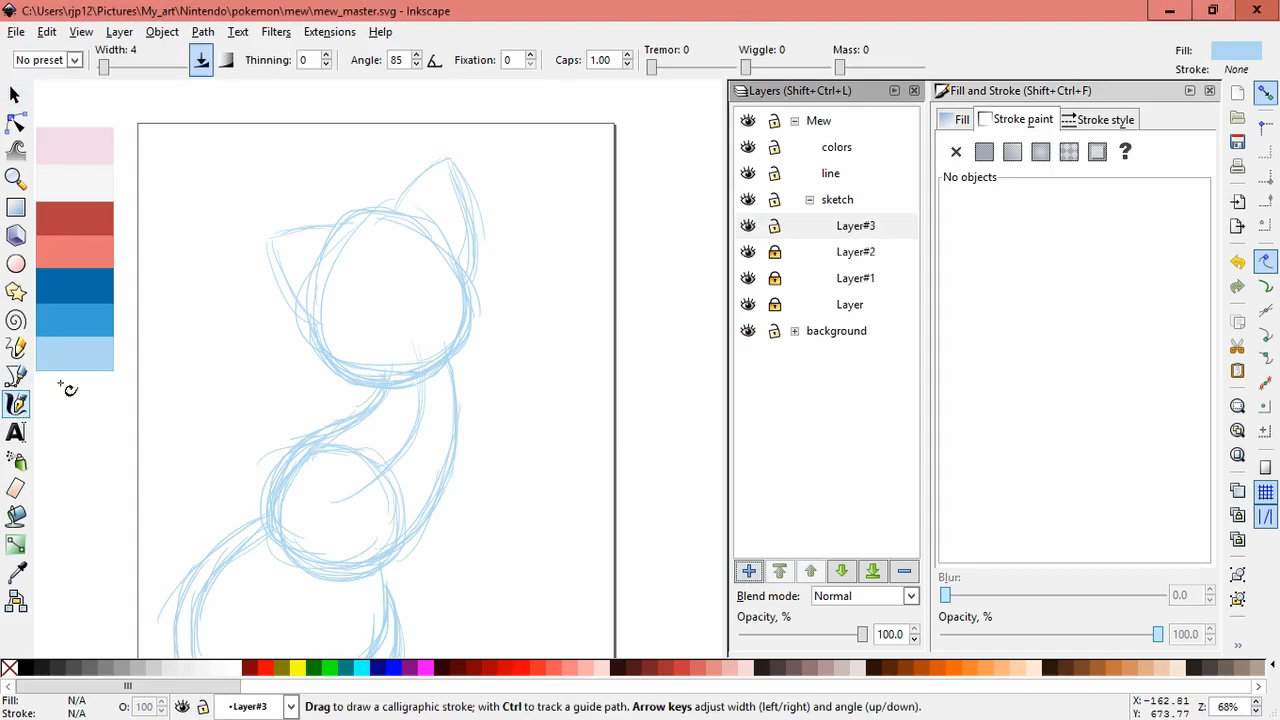 C:\Users\rjp12\Pictures\My_art\Nintendo\pokemon\mew\mew_master.svg - Inkscape
File Edit View Layer Object Path Filters Text Extensions Help
No preset Width: 4 Thinning: 0 Angle: 85 Fixation: 0 Caps: 1.00 Tremor: 0 Wiggle: 0 Mass: 0 Fill:
Stroke: None
Layers (Shift+Ctrl+L)
Mew
colors
line
sketch
Layer#3
Layer#2
Layer#1
Layer
background
Blend mode: Normal
Opacity, % 100.0
Fill and Stroke (Shift+Ctrl+F)
Fill Stroke paint Stroke style
No objects
Blur: 0.0
Opacity, % 100.0
Fill: N/A
Stroke: N/A
O: 100 •Layer#3 Drag to draw a calligraphic stroke; with Ctrl to track a guide path. Arrow keys adjust width (left/right) and angle (up/down).
X:-162.81
Y: 673.77
Z: 68%